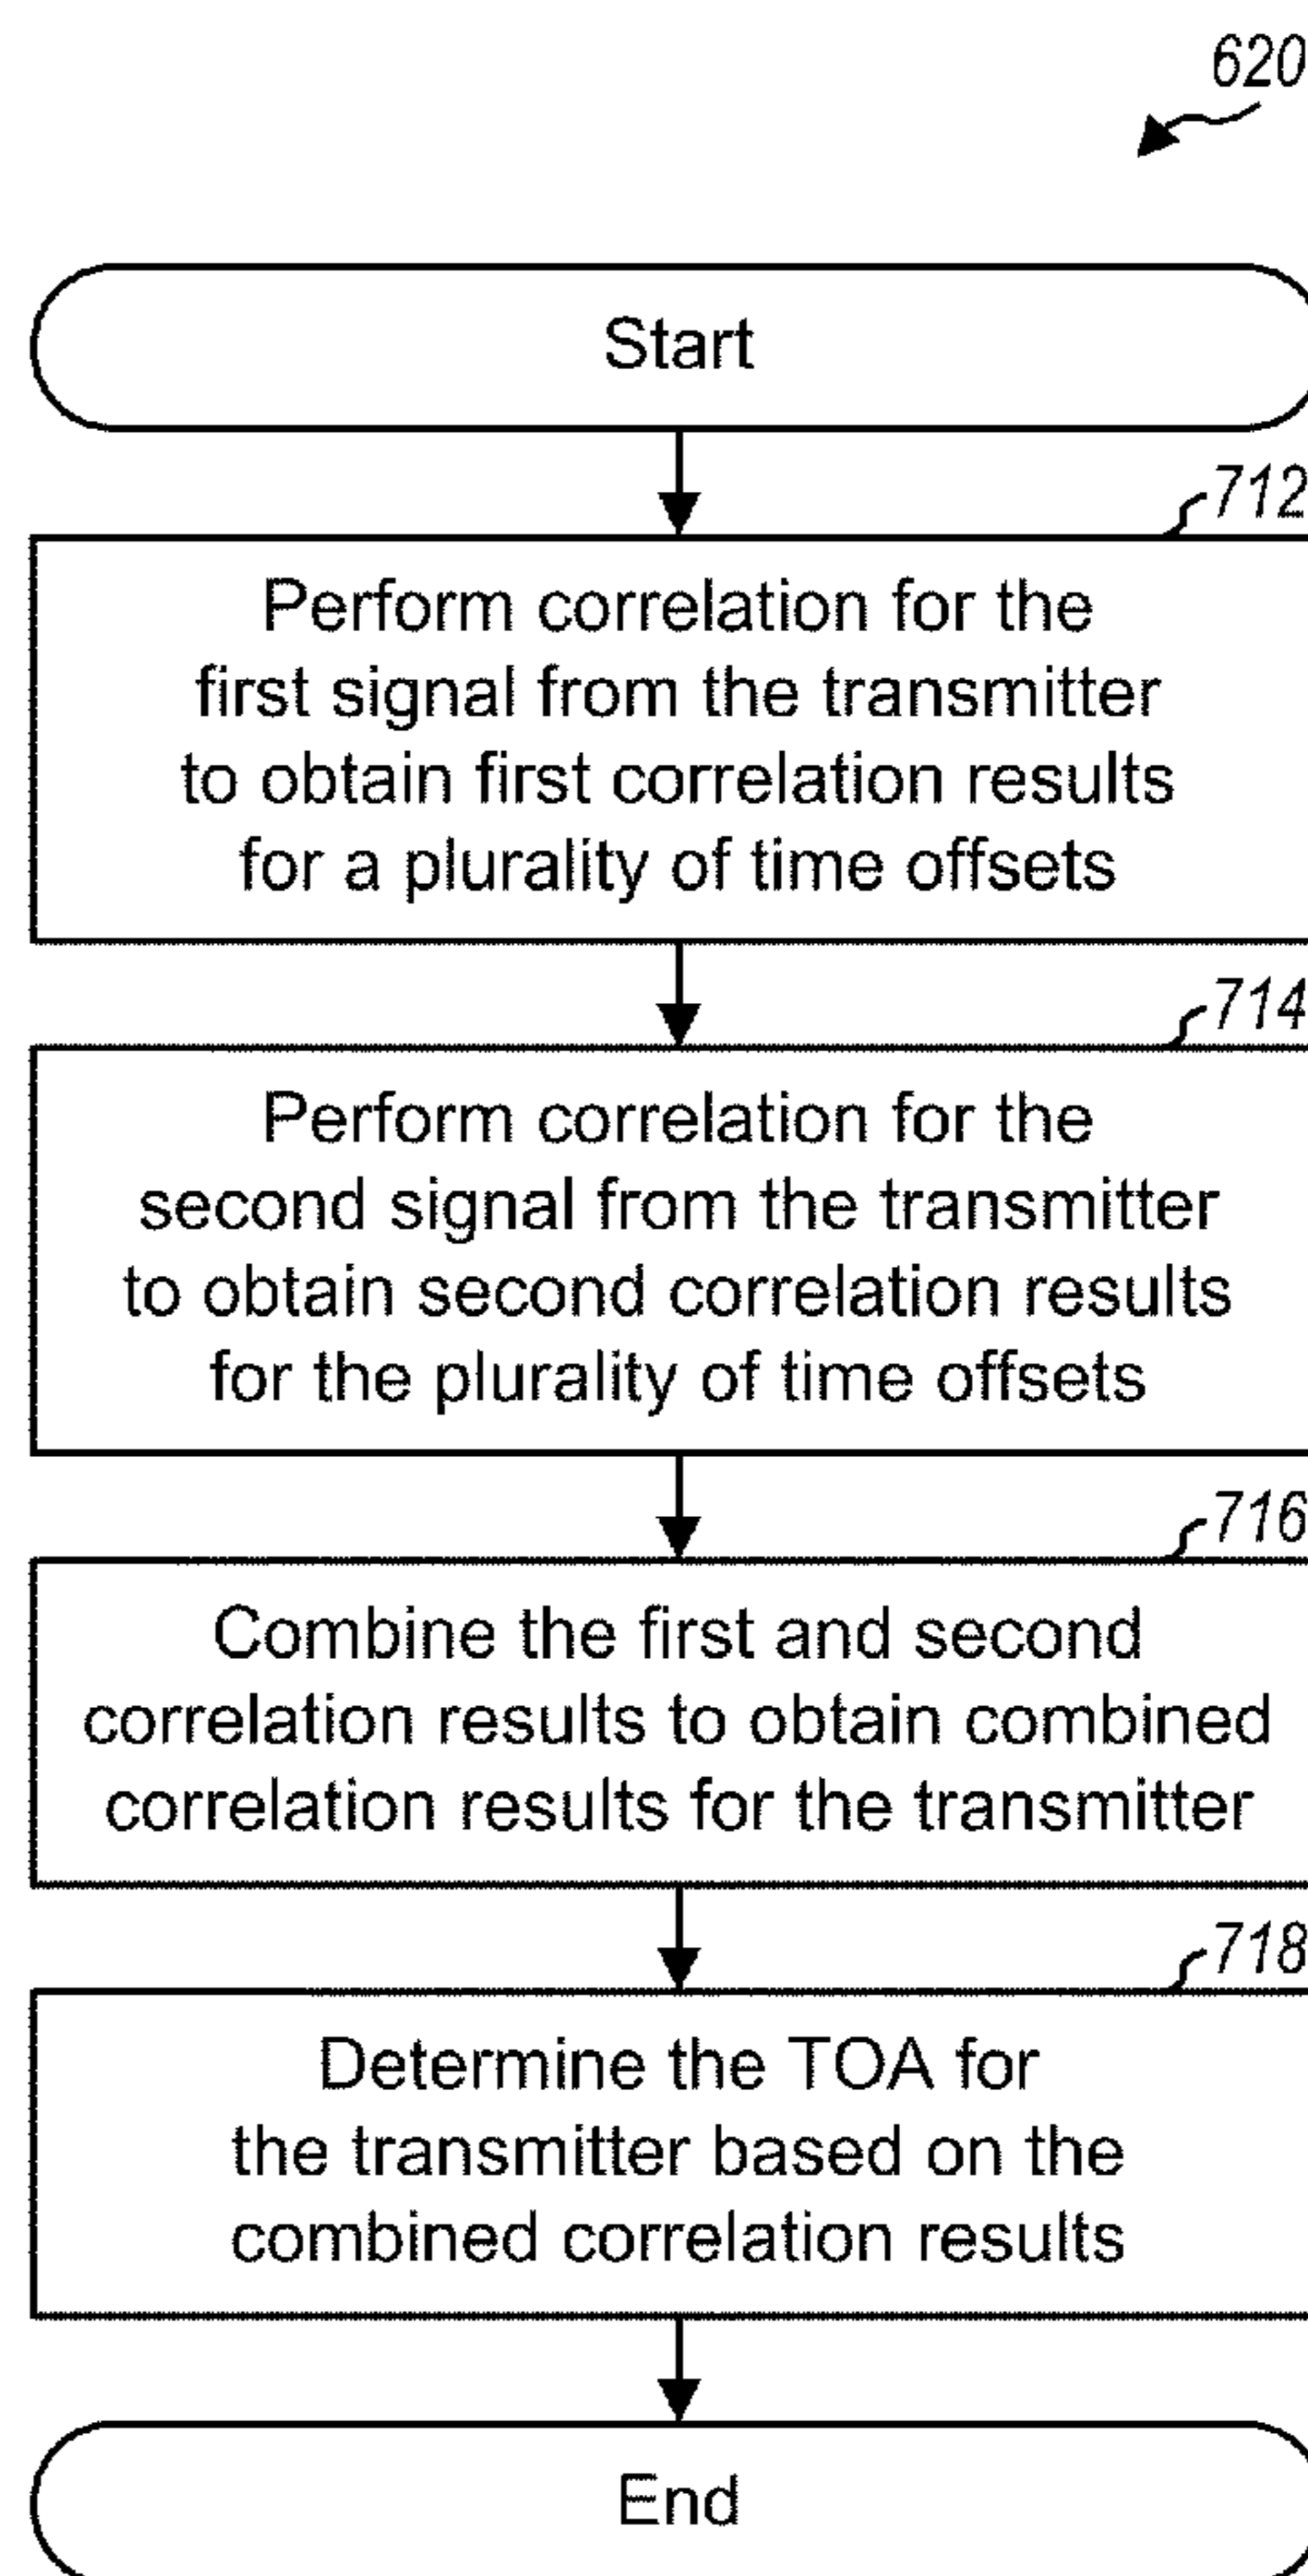 620
Start
712
Perform correlation for the
first signal from the transmitter
to obtain first correlation results
for a plurality of time offsets
714
Perform correlation for the
second signal from the transmitter
to obtain second correlation results
for the plurality of time offsets
716
Combine the first and second
correlation results to obtain combined
correlation results for the transmitter
718
Determine the TOA for
the transmitter based on the
combined correlation results
End